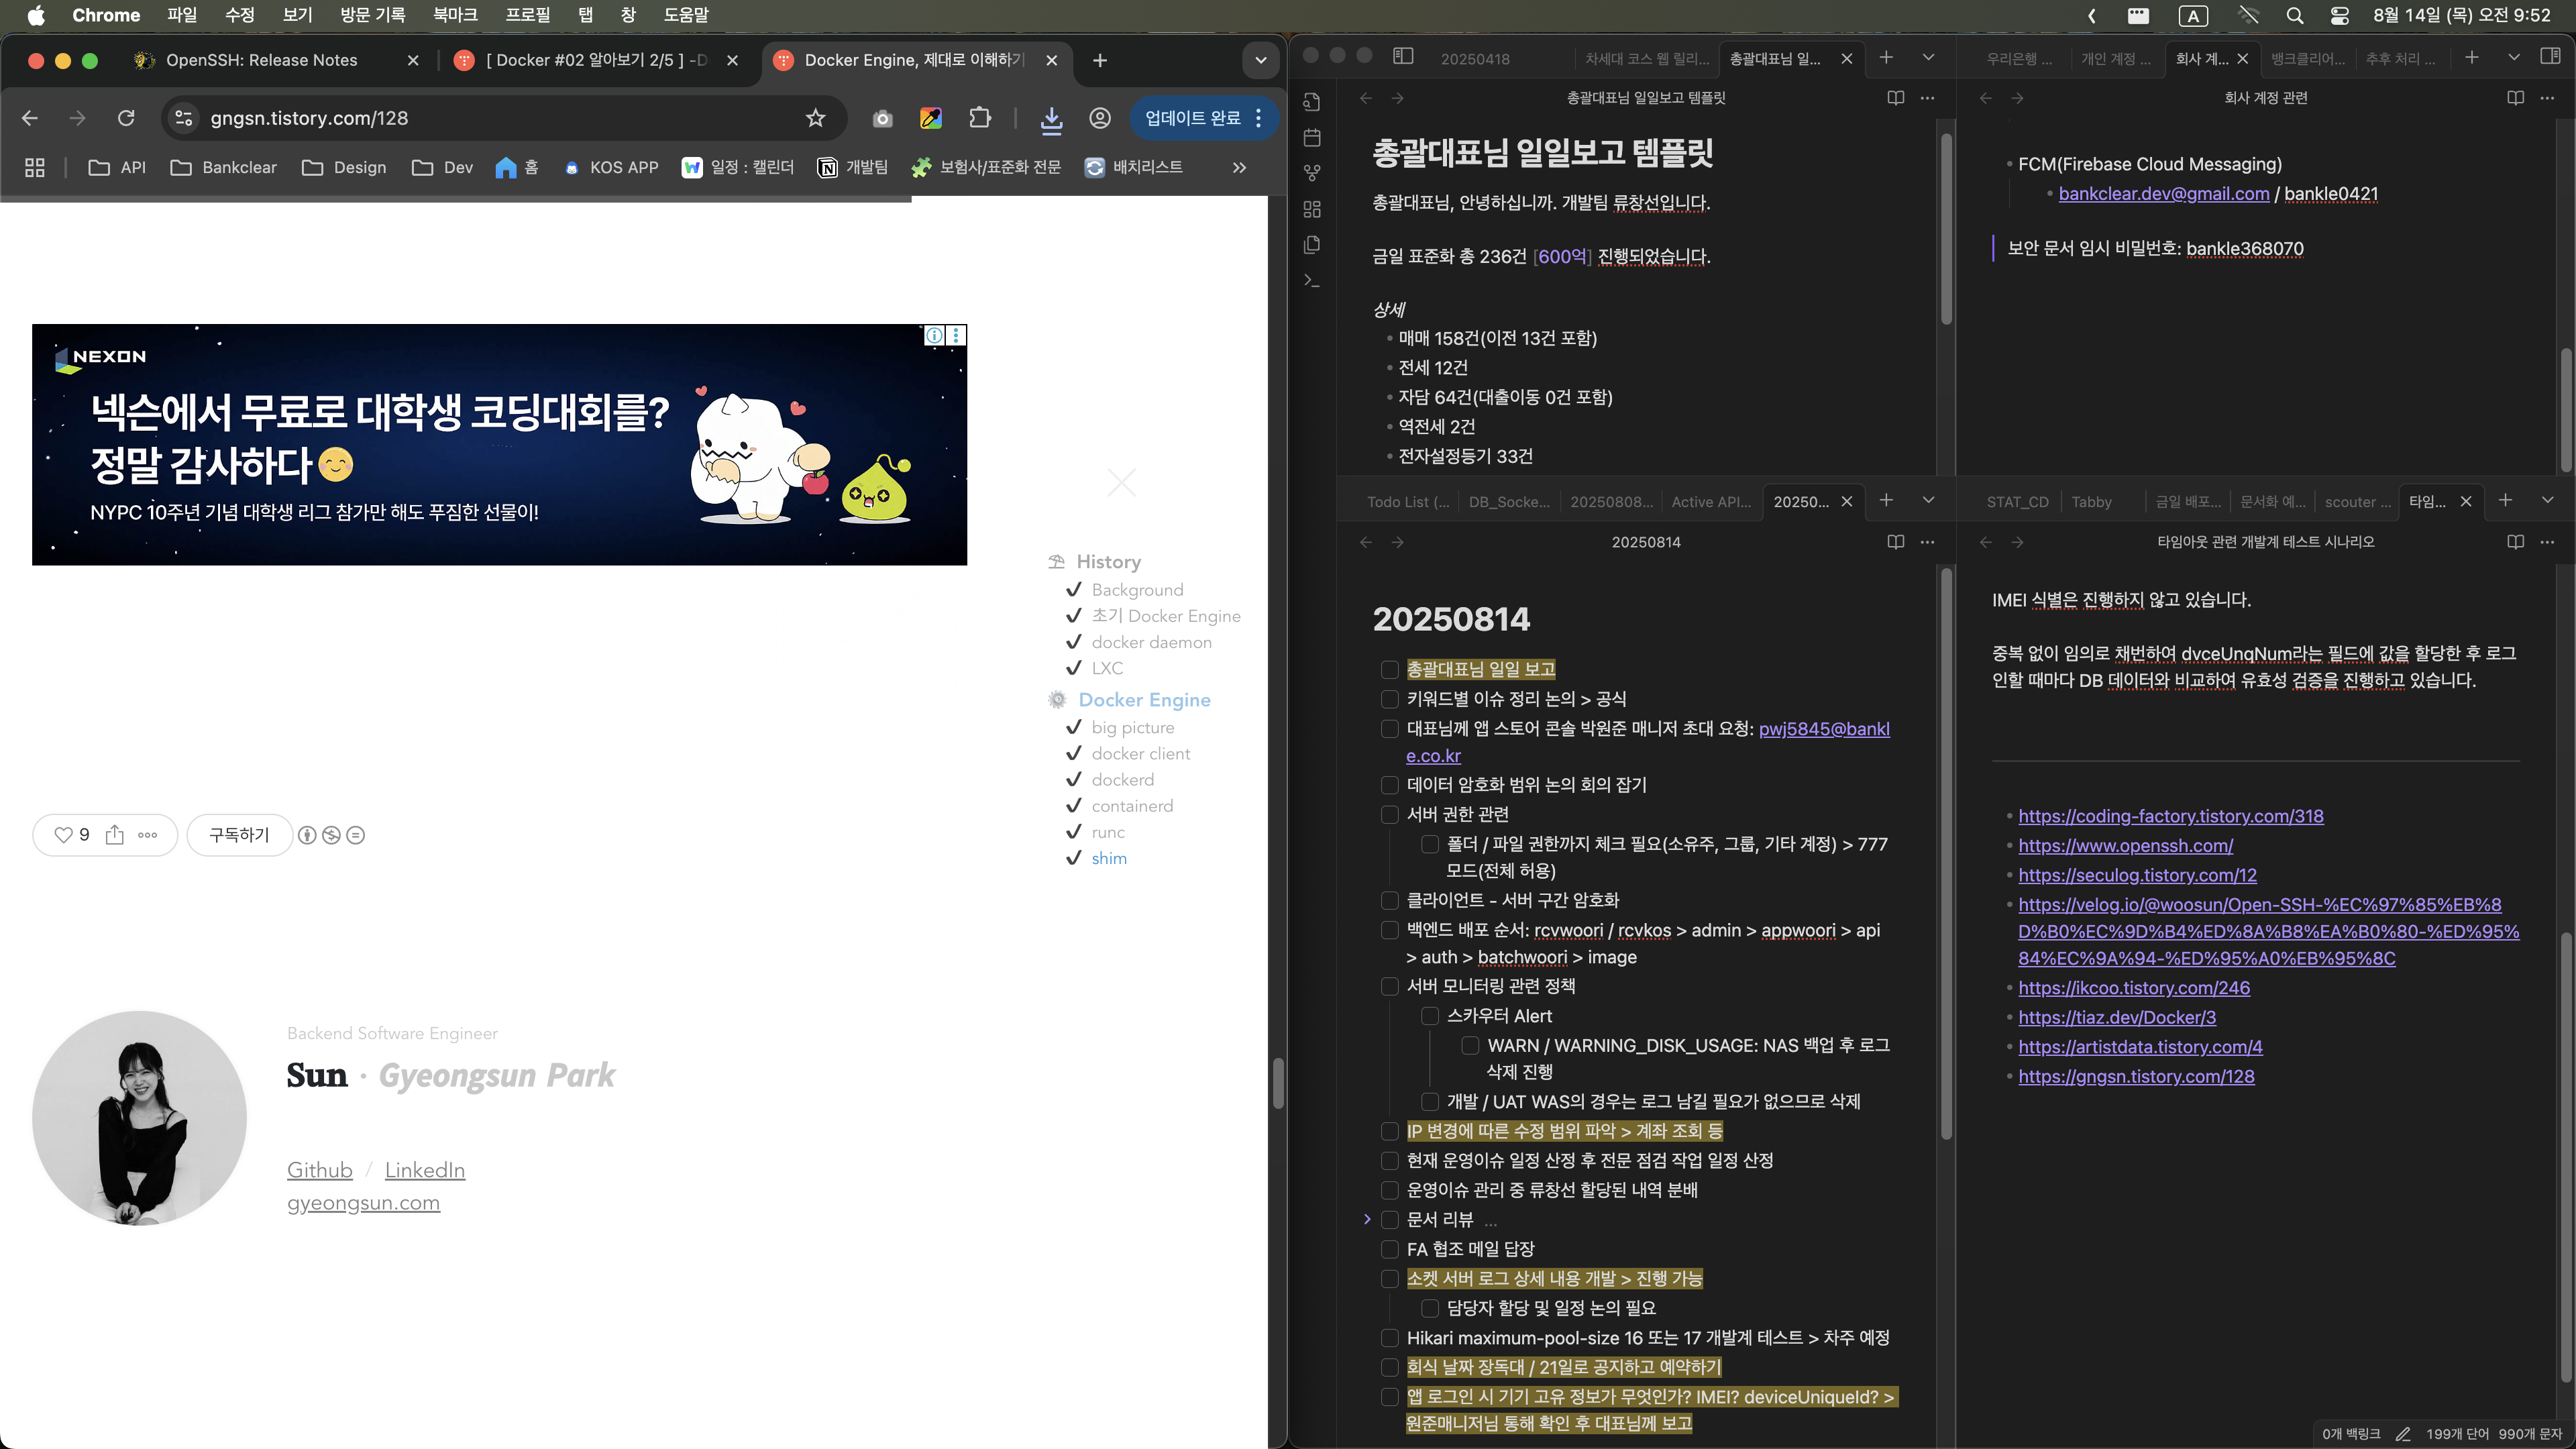 Chrome 파일 수정 보기 방문 기록 북마크 프로필 탭 창 도움말
A 8월 14일 (목) 오전 9:52
OpenSSH: Release Notes
[ Docker #02 알아보기 2/5 ] -D
Docker Engine, 제대로 이해하기
gngsn.tistory.com/128
업데이트 완료
API Bankclear Design Dev 홈 KOS APP 일정 : 캘린더 개발팀 보험사/표준화 전문 배치리스트
NEXON
넥슨에서 무료로 대학생 코딩대회를?
정말 감사하다
NYPC 10주년 기념 대학생 리그 참가만 해도 푸짐한 선물이!
History
Background
초기 Docker Engine
docker daemon
LXC
Docker Engine
big picture
docker client
dockerd
containerd
runc
shim
9
구독하기
Backend Software Engineer
Sun · Gyeongsun Park
Github / LinkedIn
gyeongsun.com
20250418 차세대 코스 웹 릴리... 총괄대표님 일...
총괄대표님 일일보고 템플릿
총괄대표님 일일보고 템플릿
총괄대표님, 안녕하십니까. 개발팀 류창선입니다.
금일 표준화 총 236건 [600억] 진행되었습니다.
상세
매매 158건(이전 13건 포함)
전세 12건
자담 64건(대출이동 0건 포함)
역전세 2건
전자설정등기 33건
우리은행 ... 개인 계정 ... 회사 계... 뱅크클리어... 추후 처리 ...
회사 계정 관련
FCM(Firebase Cloud Messaging)
bankclear.dev@gmail.com / bankle0421
보안 문서 임시 비밀번호: bankle368070
Todo List (... DB_Socke... 20250808... Active API... 20250...
20250814
20250814
총괄대표님 일일 보고
키워드별 이슈 정리 논의 > 공식
대표님께 앱 스토어 콘솔 박원준 매니저 초대 요청: pwj5845@bankl
e.co.kr
데이터 암호화 범위 논의 회의 잡기
서버 권한 관련
폴더 / 파일 권한까지 체크 필요(소유주, 그룹, 기타 계정) > 777
모드(전체 허용)
클라이언트 - 서버 구간 암호화
백엔드 배포 순서: rcvwoori / rcvkos > admin > appwoori > api
> auth > batchwoori > image
서버 모니터링 관련 정책
스카우터 Alert
WARN / WARNING_DISK_USAGE: NAS 백업 후 로그
삭제 진행
개발 / UAT WAS의 경우는 로그 남길 필요가 없으므로 삭제
IP 변경에 따른 수정 범위 파악 > 계좌 조회 등
현재 운영이슈 일정 산정 후 전문 점검 작업 일정 산정
운영이슈 관리 중 류창선 할당된 내역 분배
문서 리뷰 ...
FA 협조 메일 답장
소켓 서버 로그 상세 내용 개발 > 진행 가능
담당자 할당 및 일정 논의 필요
Hikari maximum-pool-size 16 또는 17 개발계 테스트 > 차주 예정
회식 날짜 장독대 / 21일로 공지하고 예약하기
앱 로그인 시 기기 고유 정보가 무엇인가? IMEI? deviceUniqueId? >
원준매니저님 통해 확인 후 대표님께 보고
STAT_CD Tabby 금일 배포... 문서화 예... scouter ... 타임...
타임아웃 관련 개발계 테스트 시나리오
IMEI 식별은 진행하지 않고 있습니다.
중복 없이 임의로 채번하여 dvceUnqNum라는 필드에 값을 할당한 후 로그
인할 때마다 DB 데이터와 비교하여 유효성 검증을 진행하고 있습니다.
https://coding-factory.tistory.com/318
https://www.openssh.com/
https://seculog.tistory.com/12
https://velog.io/@woosun/Open-SSH-%EC%97%85%EB%8
D%B0%EC%9D%B4%ED%8A%B8%EA%B0%80-%ED%95%
84%EC%9A%94-%ED%95%A0%EB%95%8C
https://ikcoo.tistory.com/246
https://tiaz.dev/Docker/3
https://artistdata.tistory.com/4
https://gngsn.tistory.com/128
0개 백링크 199개 단어 990개 문자